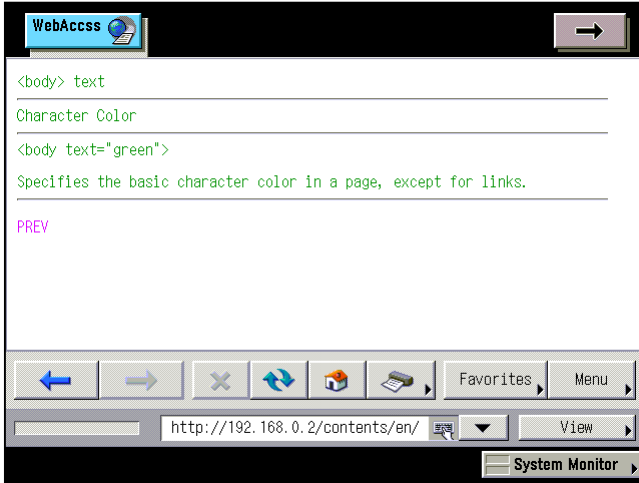 WebAccss
<body> text
Character Color
<body text="green">
Specifies the basic character color in a page, except for links.
PREV
Favorites
Menu
http://192.168.0.2/contents/en/
View
System Monitor